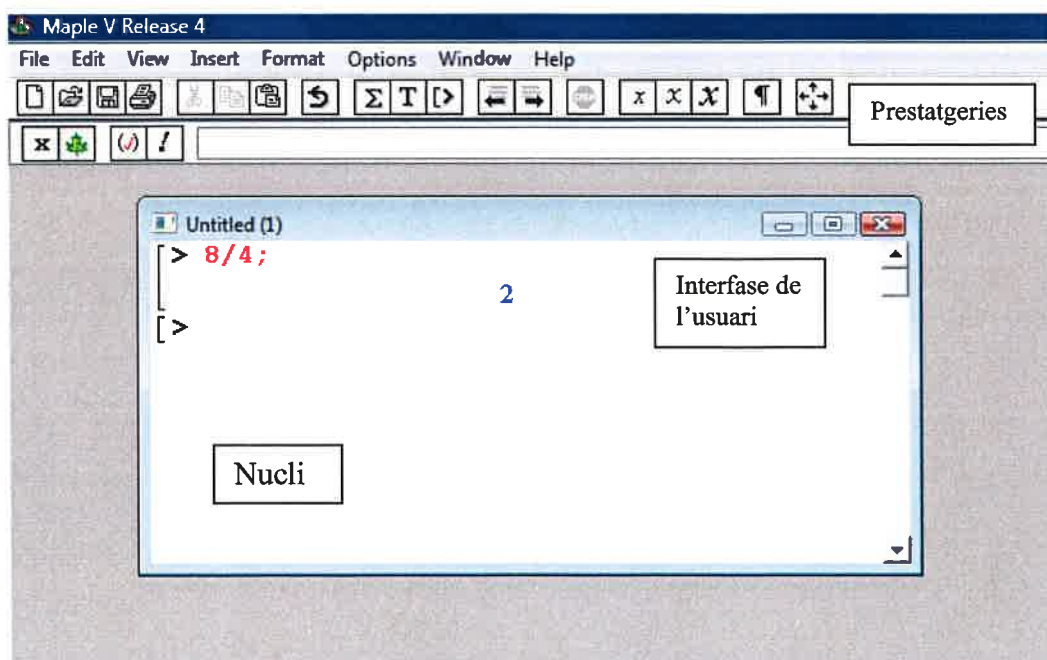 Maple V Release 4
File Edit View Insert Format Options Window Help
Σ T [> x x x ¶
Prestatgeries
x (√) !
Untitled (1)
[> 8/4;
2
Interfase de
l'usuari
[>
Nucli